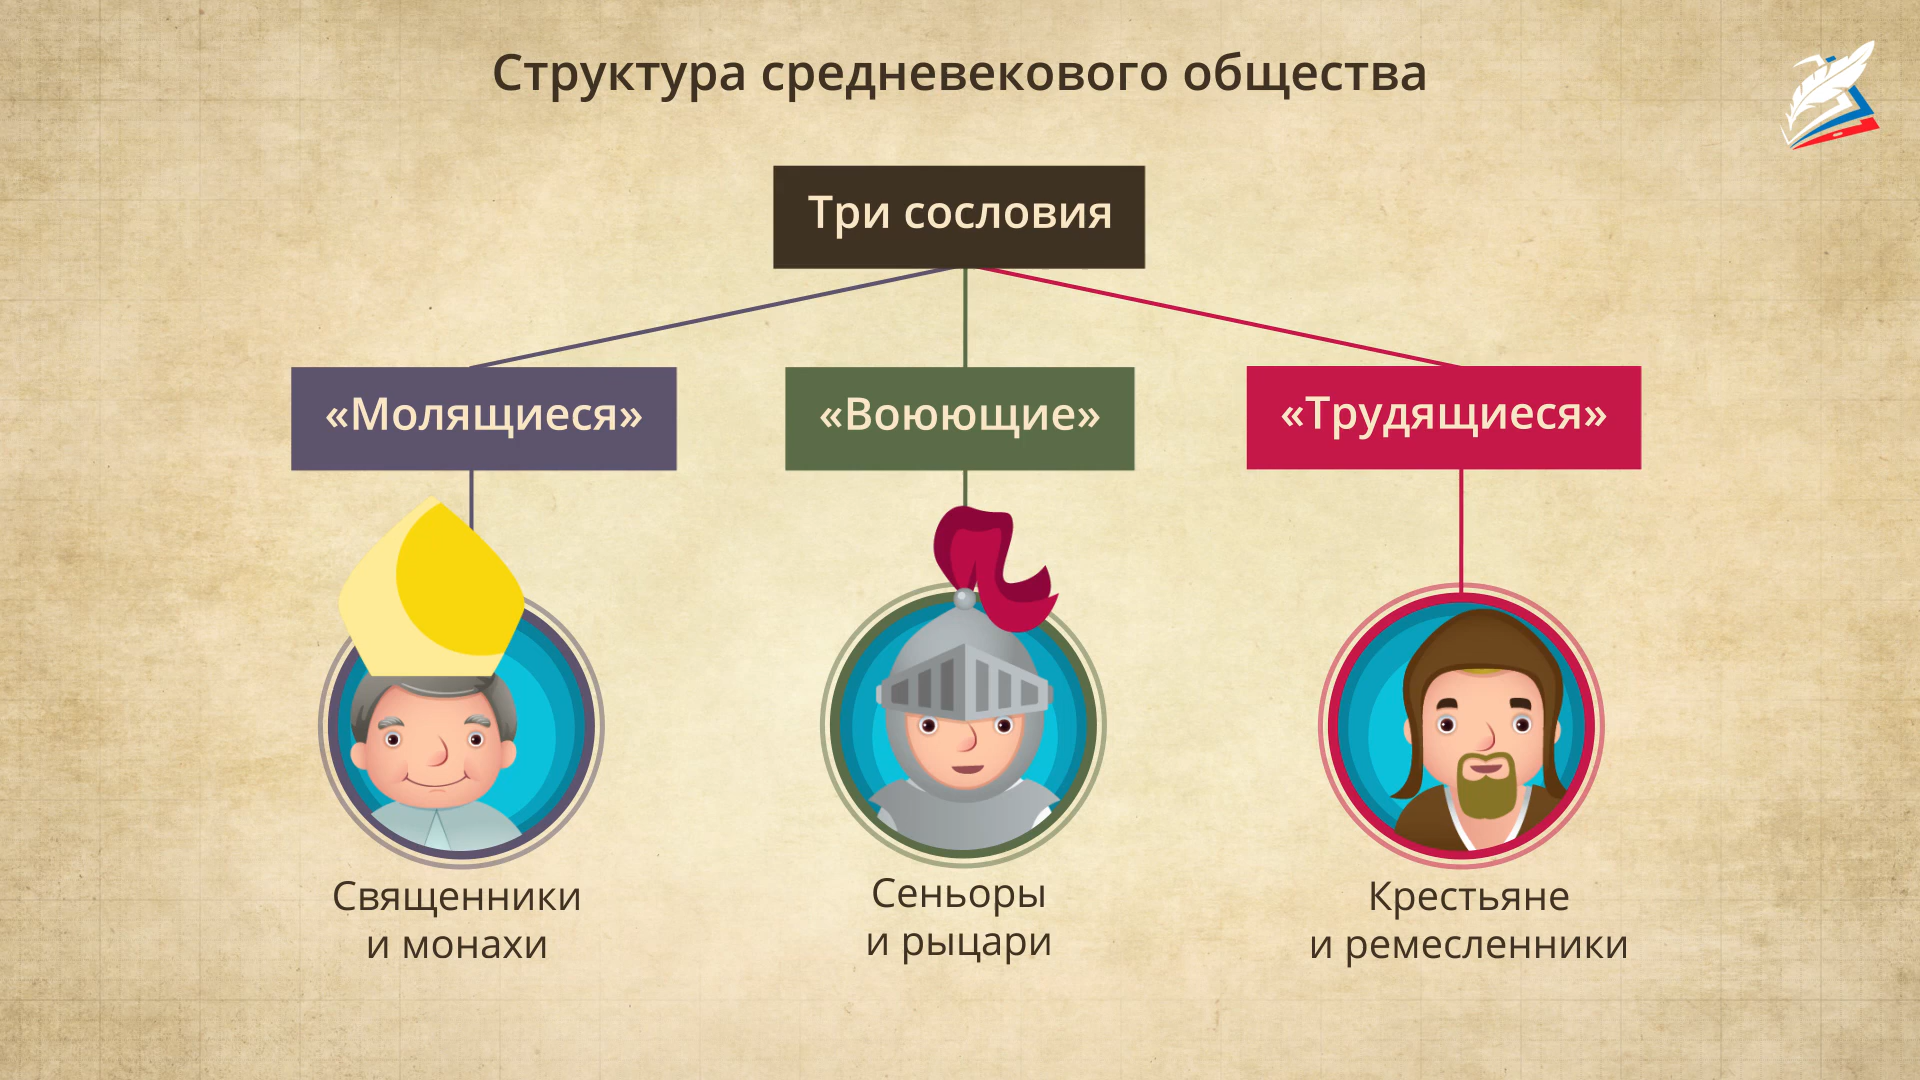 Структура средневекового общества
Три сословия
«Молящиеся»
«Воюющие»
«Трудящиеся»
Священники
и монахи
Сеньоры
и рыцари
Крестьяне
и ремесленники